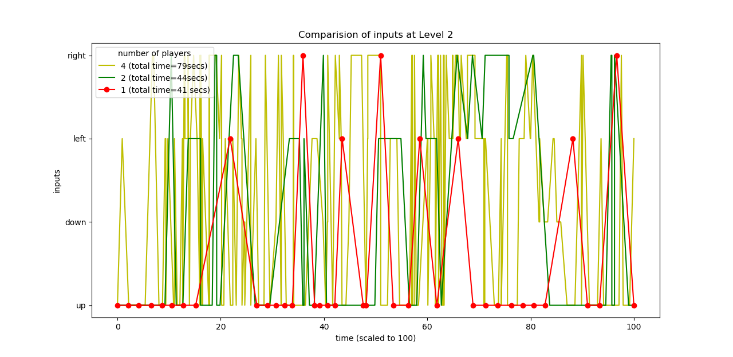 Comparision of inputs at Level 2
number of players
4 (total time=79secs)
2 (total time=44secs)
1 (total time=41 secs)
right
left
down
up
inputs
0 20 40 60 80 100
time (scaled to 100)